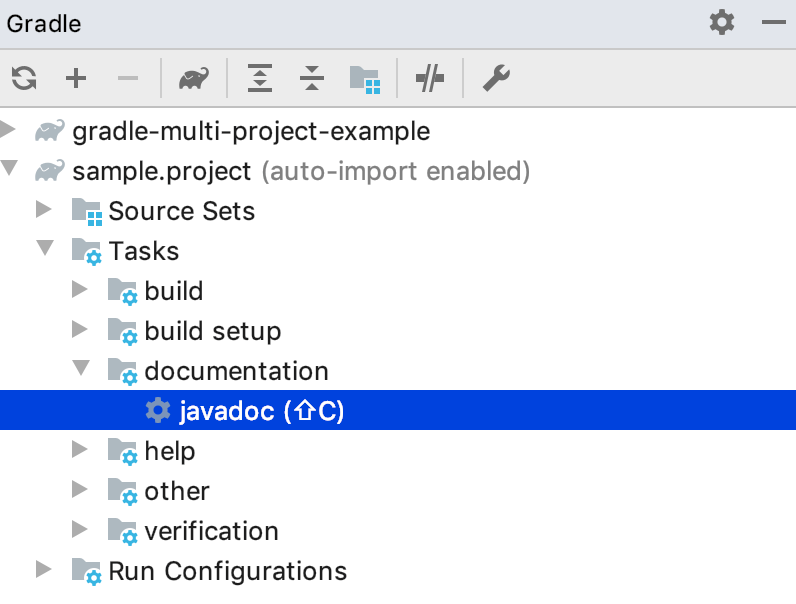 Gradle
gradle-multi-project-example
sample.project (auto-import enabled)
Source Sets
Tasks
build
build setup
documentation
javadoc (⇧C)
help
other
verification
Run Configurations